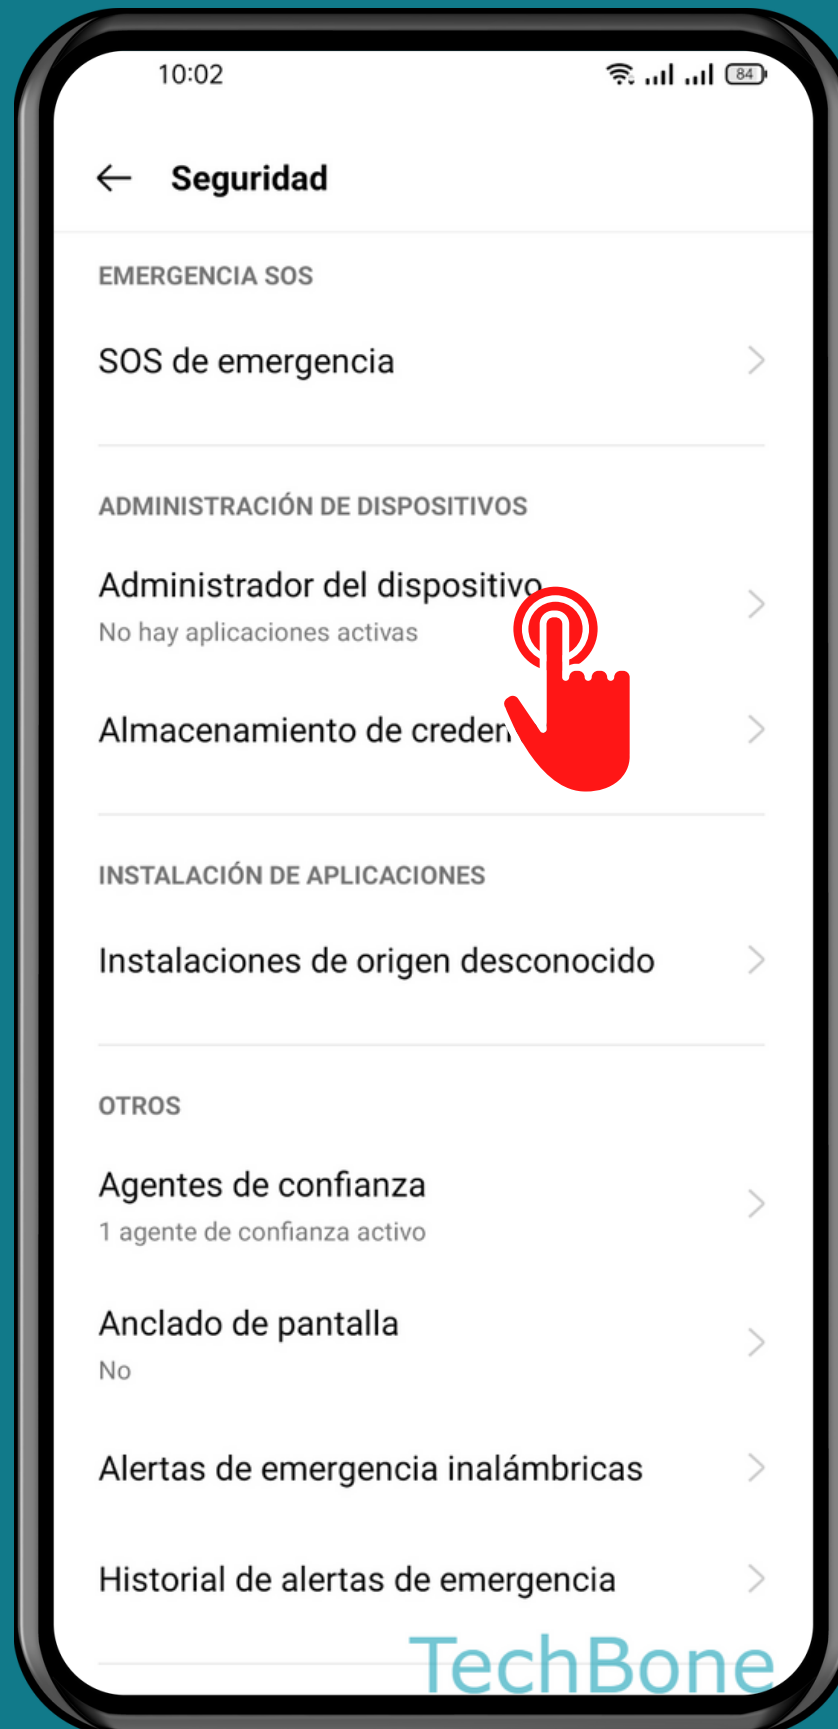 10:02
84
Seguridad
EMERGENCIA SOS
SOS de emergencia
ADMINISTRACIÓN DE DISPOSITIVOS
Administrador del dispositivo
No hay aplicaciones activas
Almacenamiento de creden
INSTALACIÓN DE APLICACIONES
Instalaciones de origen desconocido
OTROS
Agentes de confianza
1 agente de confianza activo
Anclado de pantalla
No
Alertas de emergencia inalámbricas
Historial de alertas de emergencia
TechBone